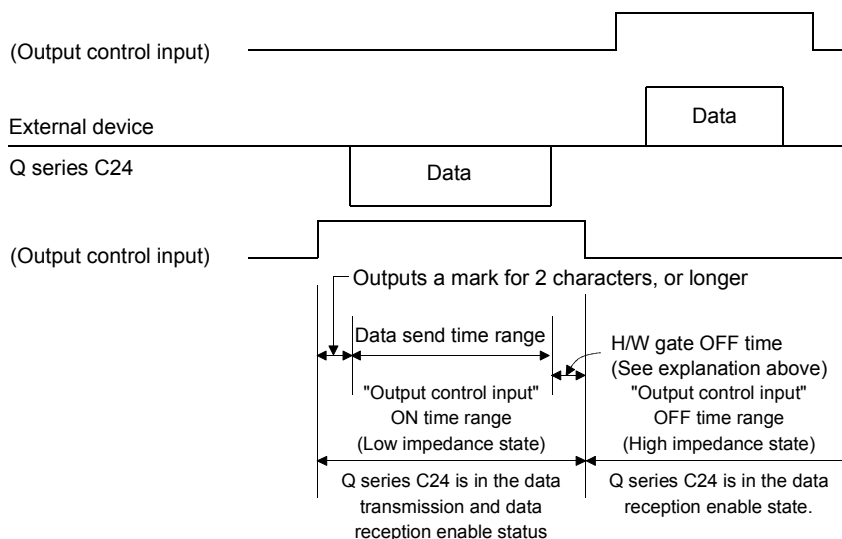 (Output control input)
Data
External device
Q series C24
Data
(Output control input)
Outputs a mark for 2 characters, or longer
Data send time range
H/W gate OFF time
(See explanation above)
"Output control input"
ON time range
(Low impedance state)
"Output control input"
OFF time range
(High impedance state)
Q series C24 is in the data
transmission and data
reception enable status
Q series C24 is in the data
reception enable state.